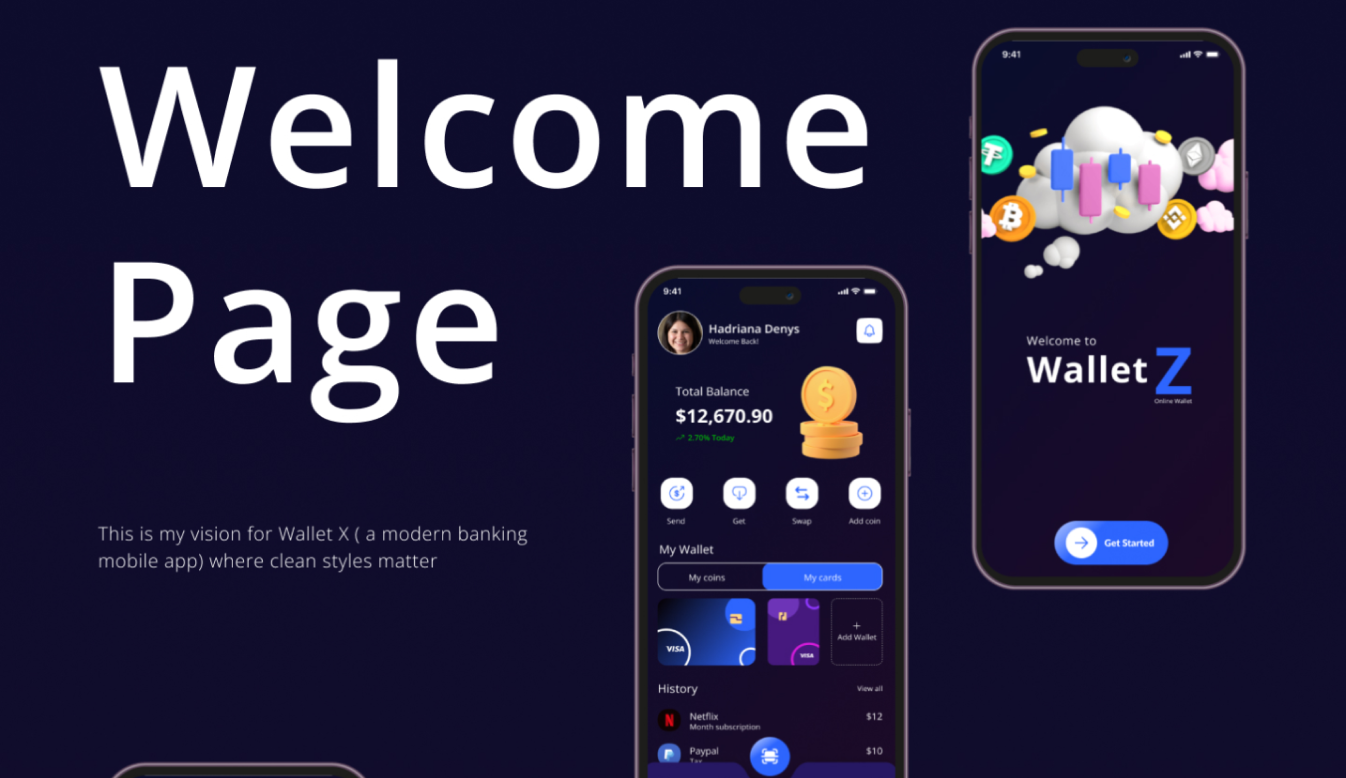 Welcome
Page
This is my vision for Wallet X ( a modern banking
mobile app) where clean styles matter
9:41
Hadriana Denys
Welcome Back!
Total Balance
$12,670.90
2.70% Today
Send
Get
Swap
Add coin
My Wallet
My coins
My cards
VISA
VISA
+
Add Wallet
History
View all
Netflix
$12
Month subscription
Paypal
$10
Tax
9:41
Welcome to
Wallet Z
Online Wallet
Get Started